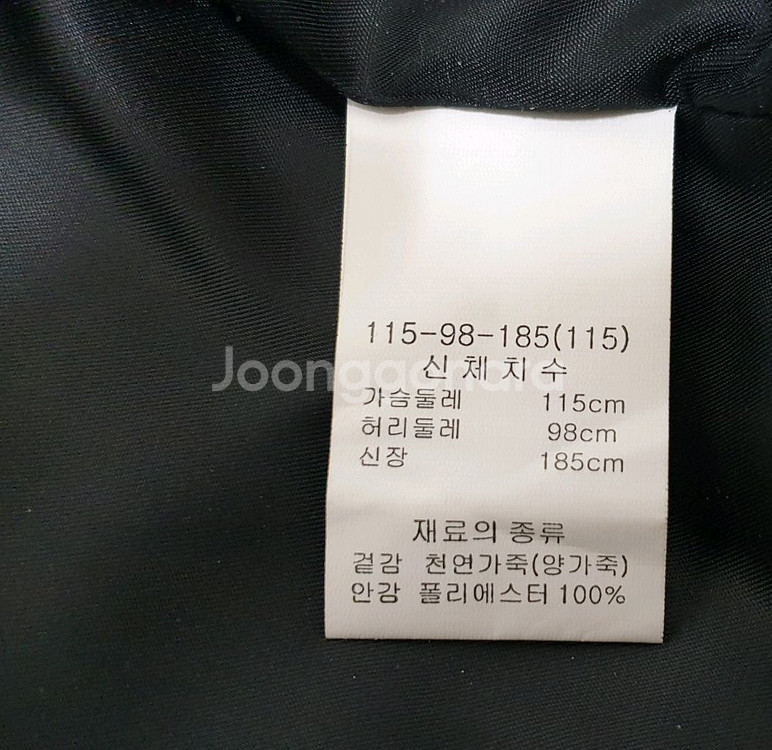 115-98-185(115)
신체치수
Joonggonara
가슴둘레 115cm
허리둘레 98cm
신장 185cm
재료의 종류
겉감 천연가죽(양가죽)
안감 폴리에스터 100%